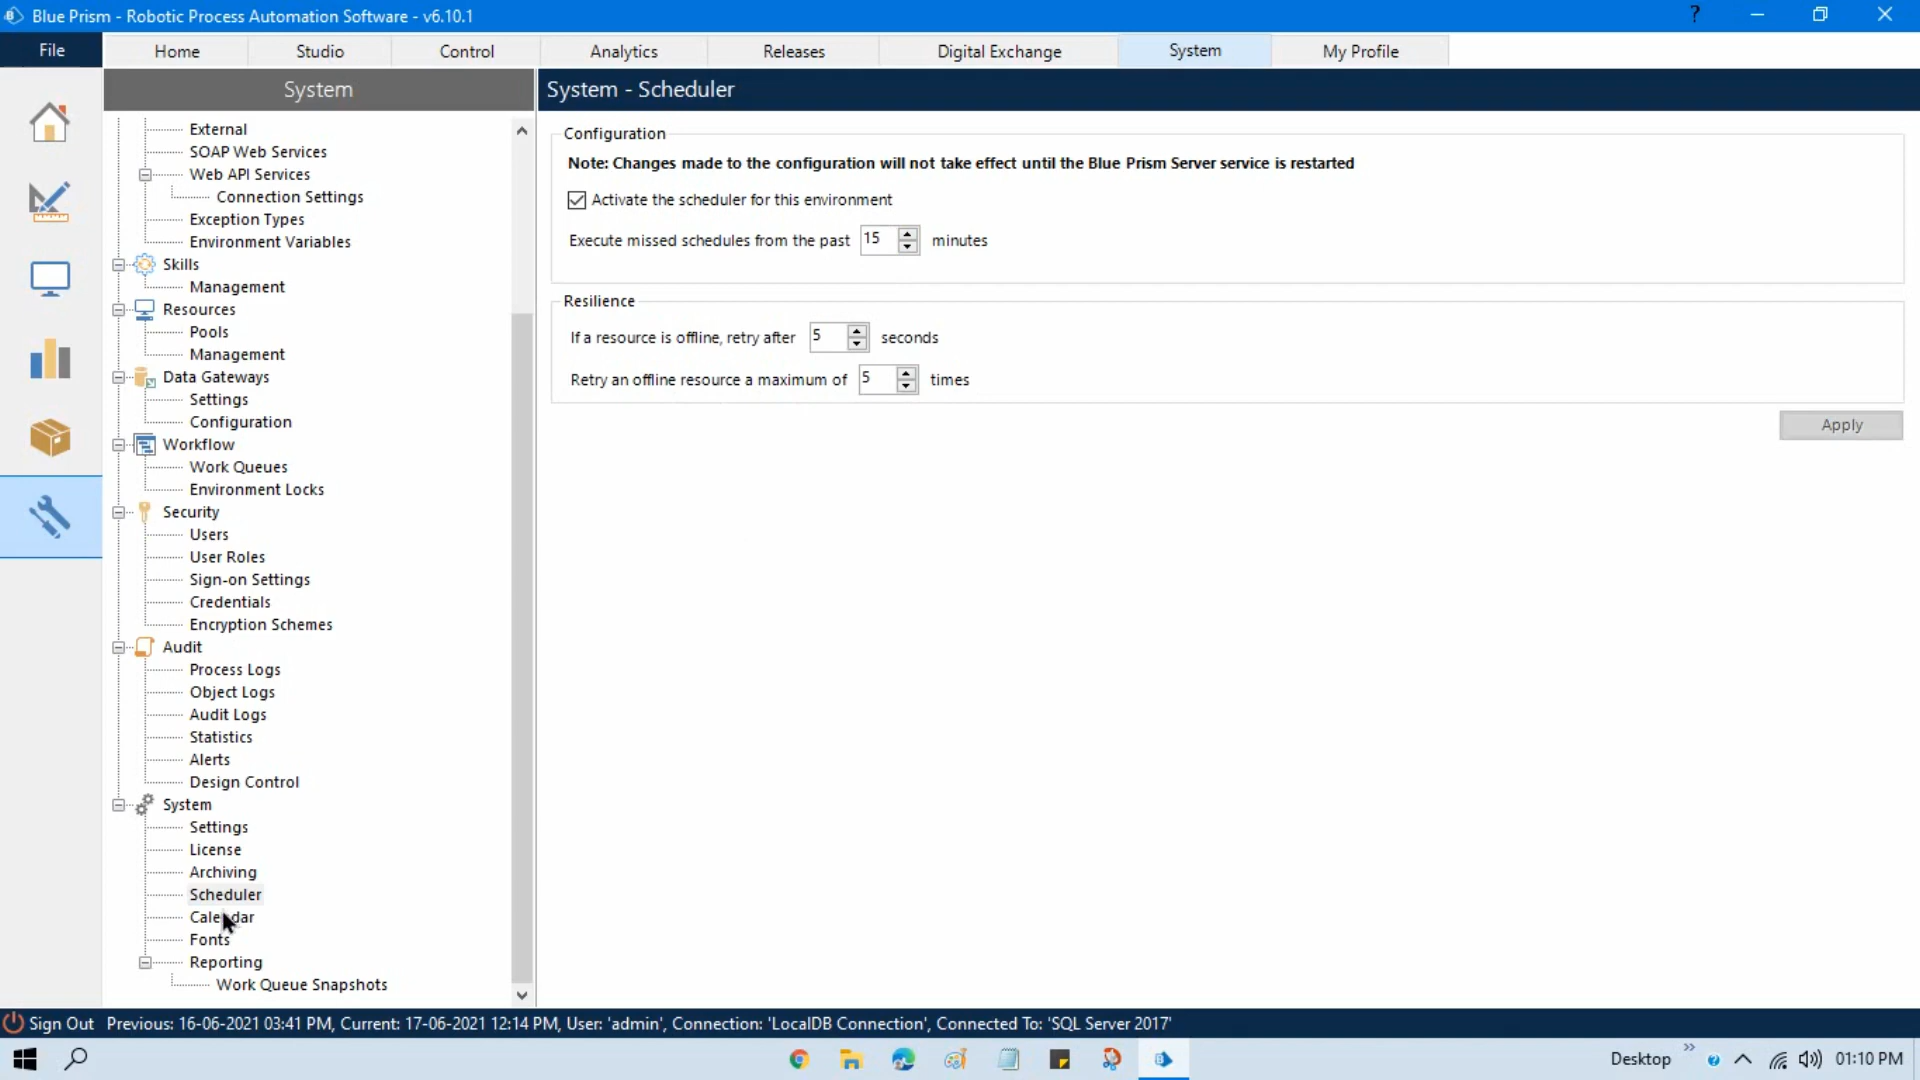 Blue Prism - Robotic Process Automation Software - v6.10.1
?
File
Home
Studio
Control
Analytics
Releases
Digital Exchange
System
My Profile
System
External
SOAP Web Services
Web API Services
Connection Settings
Exception Types
Environment Variables
Skills
Management
Resources
Pools
Management
Data Gateways
Settings
Configuration
Workflow
Work Queues
Environment Locks
Security
Users
User Roles
Sign-on Settings
Credentials
Encryption Schemes
Audit
Process Logs
Object Logs
Audit Logs
Statistics
Alerts
Design Control
System
Settings
License
Archiving
Scheduler
Calendar
Fonts
Reporting
Work Queue Snapshots
System - Scheduler
Configuration
Note: Changes made to the configuration will not take effect until the Blue Prism Server service is restarted
Activate the scheduler for this environment
Execute missed schedules from the past 15 minutes
Resilience
If a resource is offline, retry after 5 seconds
Retry an offline resource a maximum of 5 times
Apply
Sign Out Previous: 16-06-2021 03:41 PM, Current: 17-06-2021 12:14 PM, User: 'admin', Connection: 'LocalDB Connection', Connected To: 'SQL Server 2017'
Desktop
01:10 PM